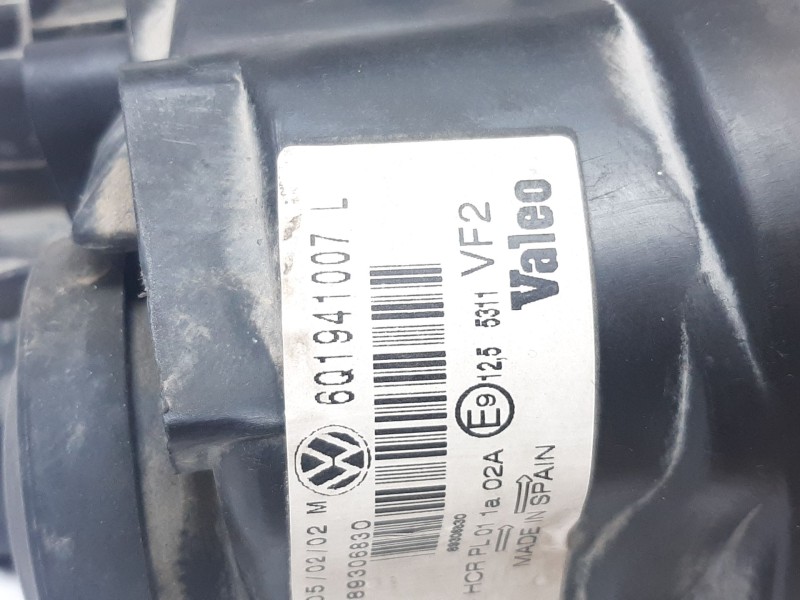 05/02/02 M
6Q1941007 L
89306830
89306830
HCR PL 01 1a 02A
E9 12,5 5311 VF2
MADE IN SPAIN
Valeo